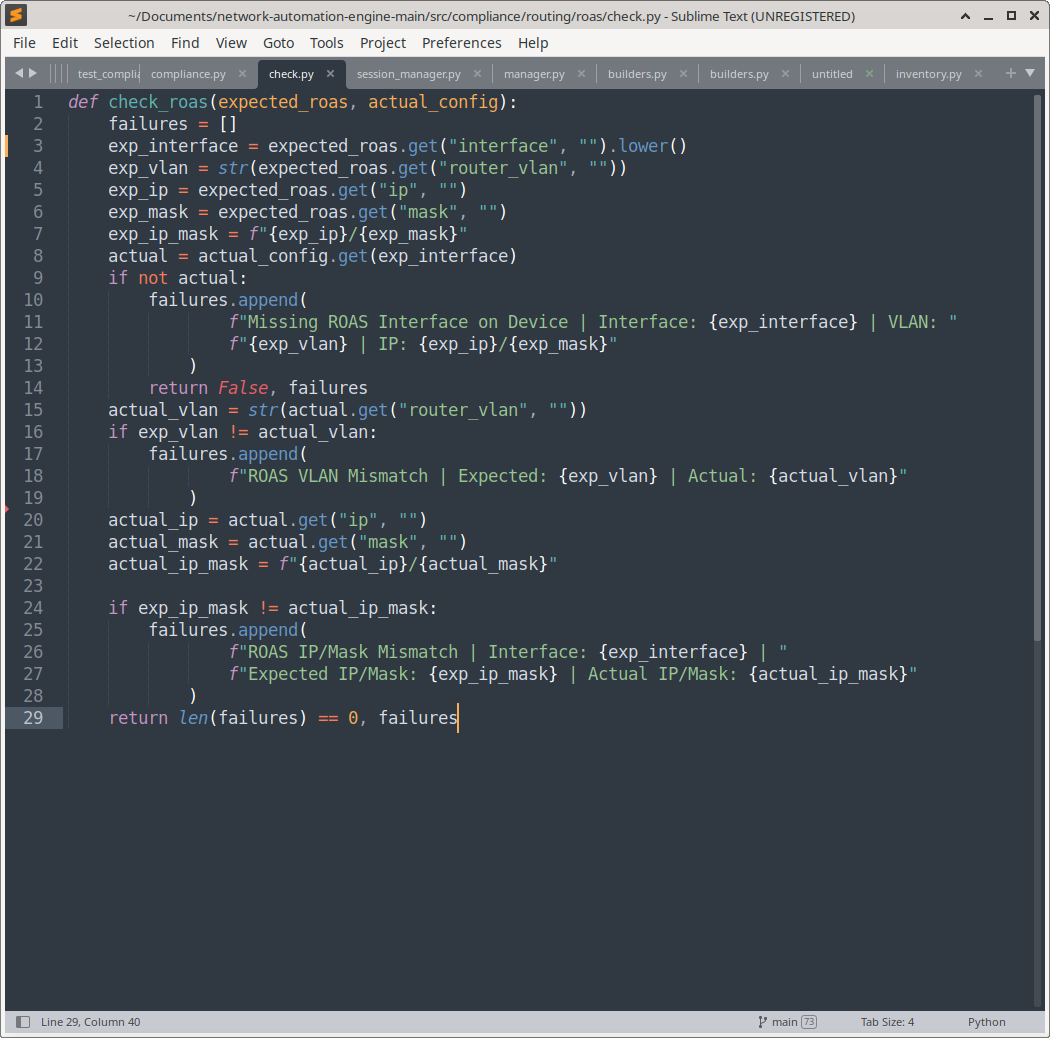 ~/Documents/network-automation-engine-main/src/compliance/routing/roas/check.py - Sublime Text (UNREGISTERED)
File Edit Selection Find View Goto Tools Project Preferences Help
test_complia compliance.py check.py session_manager.py manager.py builders.py builders.py untitled inventory.py
1 def check_roas(expected_roas, actual_config):
2     failures = []
3     exp_interface = expected_roas.get("interface", "").lower()
4     exp_vlan = str(expected_roas.get("router_vlan", ""))
5     exp_ip = expected_roas.get("ip", "")
6     exp_mask = expected_roas.get("mask", "")
7     exp_ip_mask = f"{exp_ip}/{exp_mask}"
8     actual = actual_config.get(exp_interface)
9     if not actual:
10         failures.append(
11                 f"Missing ROAS Interface on Device | Interface: {exp_interface} | VLAN: "
12                 f"{exp_vlan} | IP: {exp_ip}/{exp_mask}"
13             )
14         return False, failures
15     actual_vlan = str(actual.get("router_vlan", ""))
16     if exp_vlan != actual_vlan:
17         failures.append(
18                 f"ROAS VLAN Mismatch | Expected: {exp_vlan} | Actual: {actual_vlan}"
19             )
20     actual_ip = actual.get("ip", "")
21     actual_mask = actual.get("mask", "")
22     actual_ip_mask = f"{actual_ip}/{actual_mask}"
23
24     if exp_ip_mask != actual_ip_mask:
25         failures.append(
26                 f"ROAS IP/Mask Mismatch | Interface: {exp_interface} | "
27                 f"Expected IP/Mask: {exp_ip_mask} | Actual IP/Mask: {actual_ip_mask}"
28             )
29     return len(failures) == 0, failures
Line 29, Column 40 main 73 Tab Size: 4 Python